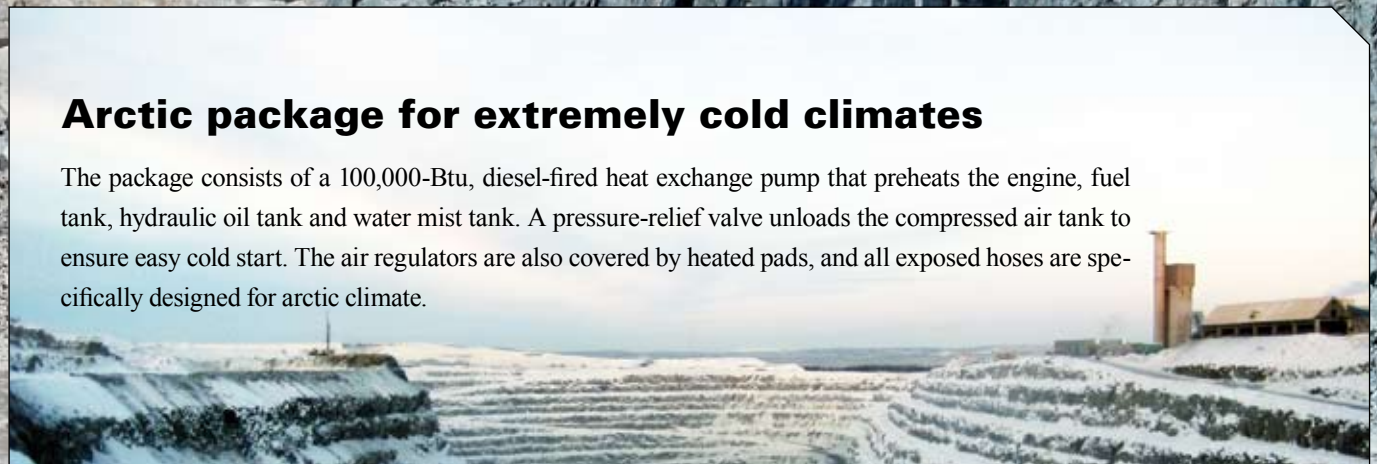 Arctic package for extremely cold climates
The package consists of a 100,000-Btu, diesel-fired heat exchange pump that preheats the engine, fuel
tank, hydraulic oil tank and water mist tank. A pressure-relief valve unloads the compressed air tank to
ensure easy cold start. The air regulators are also covered by heated pads, and all exposed hoses are spe-
cifically designed for arctic climate.